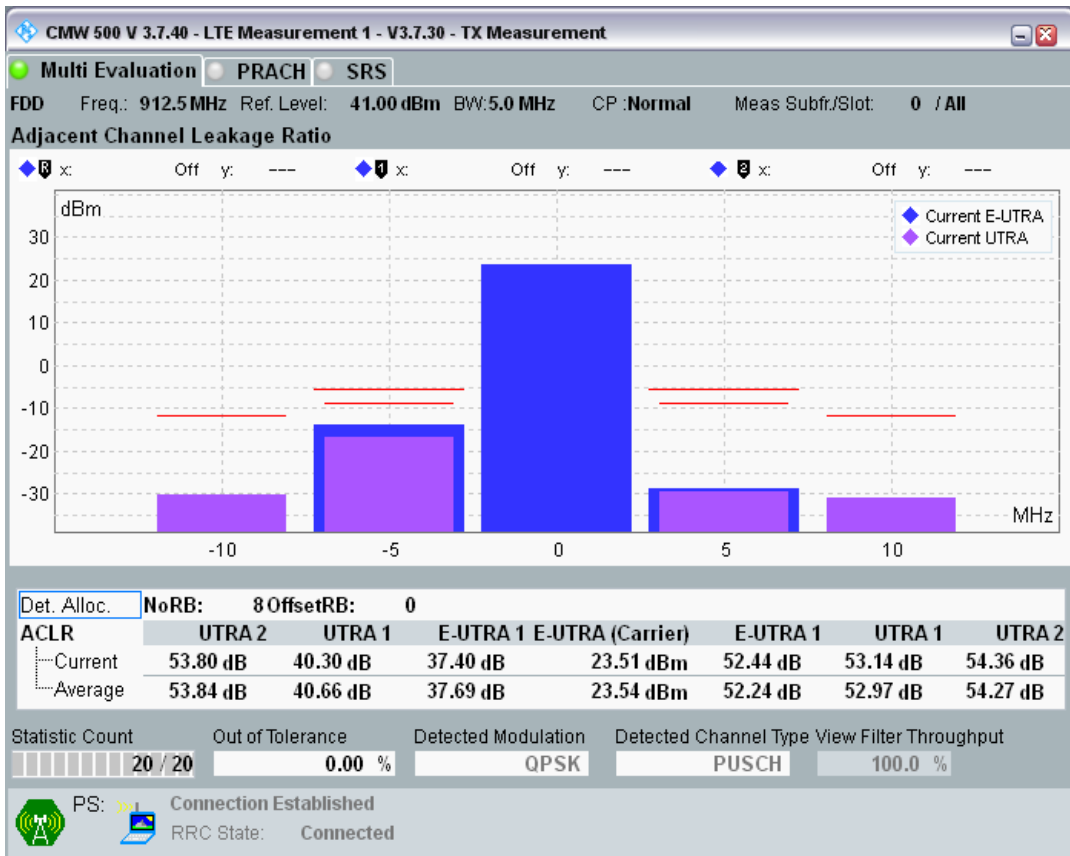 CMW 500 V 3.7.40 - LTE Measurement 1 - V3.7.30 - TX Measurement
Multi Evaluation PRACH SRS
FDD Freq.: 912.5 MHz Ref. Level: 41.00 dBm BW:5.0 MHz CP :Normal Meas Subfr./Slot: 0 / All
Adjacent Channel Leakage Ratio
R x: Off y: --- 1 x: Off y: --- 2 x: Off y: ---
dBm
Current E-UTRA
Current UTRA
30
20
10
0
-10
-20
-30
MHz
-10 -5 0 5 10
Det. Alloc. NoRB: 8 OffsetRB: 0
ACLR UTRA 2 UTRA 1 E-UTRA 1 E-UTRA (Carrier) E-UTRA 1 UTRA 1 UTRA 2
Current 53.80 dB 40.30 dB 37.40 dB 23.51 dBm 52.44 dB 53.14 dB 54.36 dB
Average 53.84 dB 40.66 dB 37.69 dB 23.54 dBm 52.24 dB 52.97 dB 54.27 dB
Statistic Count Out of Tolerance Detected Modulation Detected Channel Type View Filter Throughput
20 / 20 0.00 % QPSK PUSCH 100.0 %
PS: Connection Established
RRC State: Connected